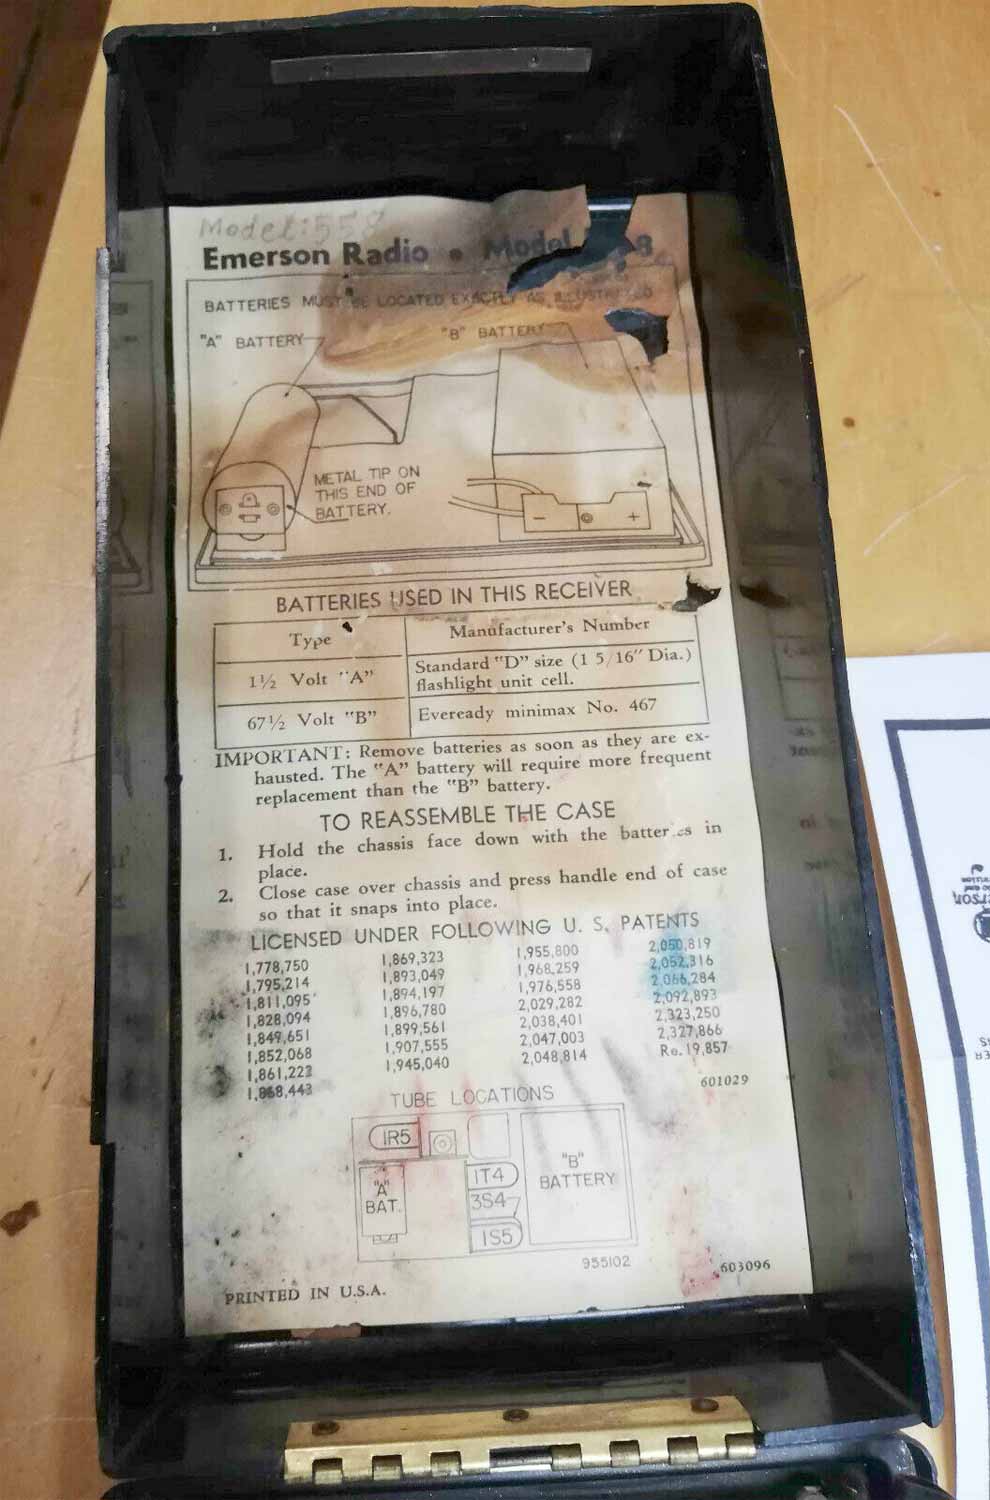 Model:558
Emerson Radio • Model 8
BATTERIES MUST BE LOCATED EXACTLY AS ILLUSTRATED
"A" BATTERY
"B" BATTERY
METAL TIP ON
THIS END OF
BATTERY.
− +
BATTERIES USED IN THIS RECEIVER
Type Manufacturer's Number
1½ Volt "A" Standard "D" size (1 5/16" Dia.)
flashlight unit cell.
67½ Volt "B" Eveready minimax No. 467
IMPORTANT: Remove batteries as soon as they are ex-
hausted. The "A" battery will require more frequent
replacement than the "B" battery.
TO REASSEMBLE THE CASE
1. Hold the chassis face down with the batteries in
place.
2. Close case over chassis and press handle end of case
so that it snaps into place.
LICENSED UNDER FOLLOWING U. S. PATENTS
1,778,750 1,869,323 1,955,800 2,050,819
1,795,214 1,893,049 1,968,259 2,052,316
1,811,095 1,894,197 1,976,558 2,066,284
1,828,094 1,896,780 2,029,282 2,092,893
1,849,651 1,899,561 2,038,401 2,323,250
1,852,068 1,907,555 2,047,003 2,327,866
1,861,223 1,945,040 2,048,814 Re. 19,857
1,868,443
601029
TUBE LOCATIONS
1R5
"A"
BAT.
1T4
3S4
1S5
"B"
BATTERY
955102
603096
PRINTED IN U.S.A.